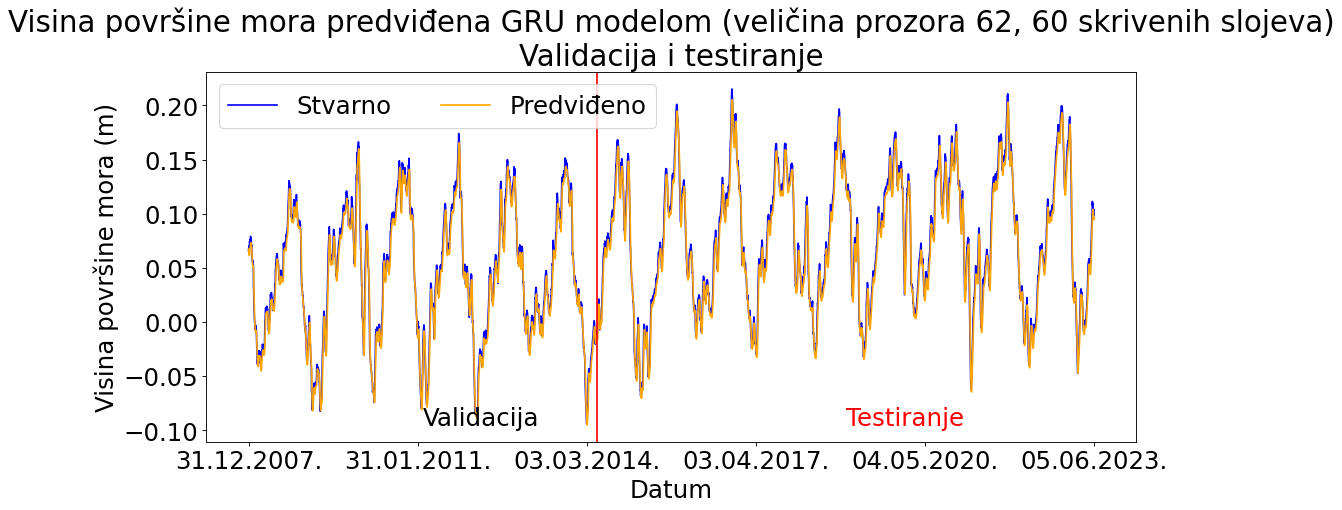 Visina površine mora predviđena GRU modelom (veličina prozora 62, 60 skrivenih slojeva)
Validacija i testiranje
Stvarno
Predviđeno
Visina površine mora (m)
0.20
0.15
0.10
0.05
0.00
−0.05
−0.10
Validacija
Testiranje
31.12.2007.
31.01.2011.
03.03.2014.
03.04.2017.
04.05.2020.
05.06.2023.
Datum